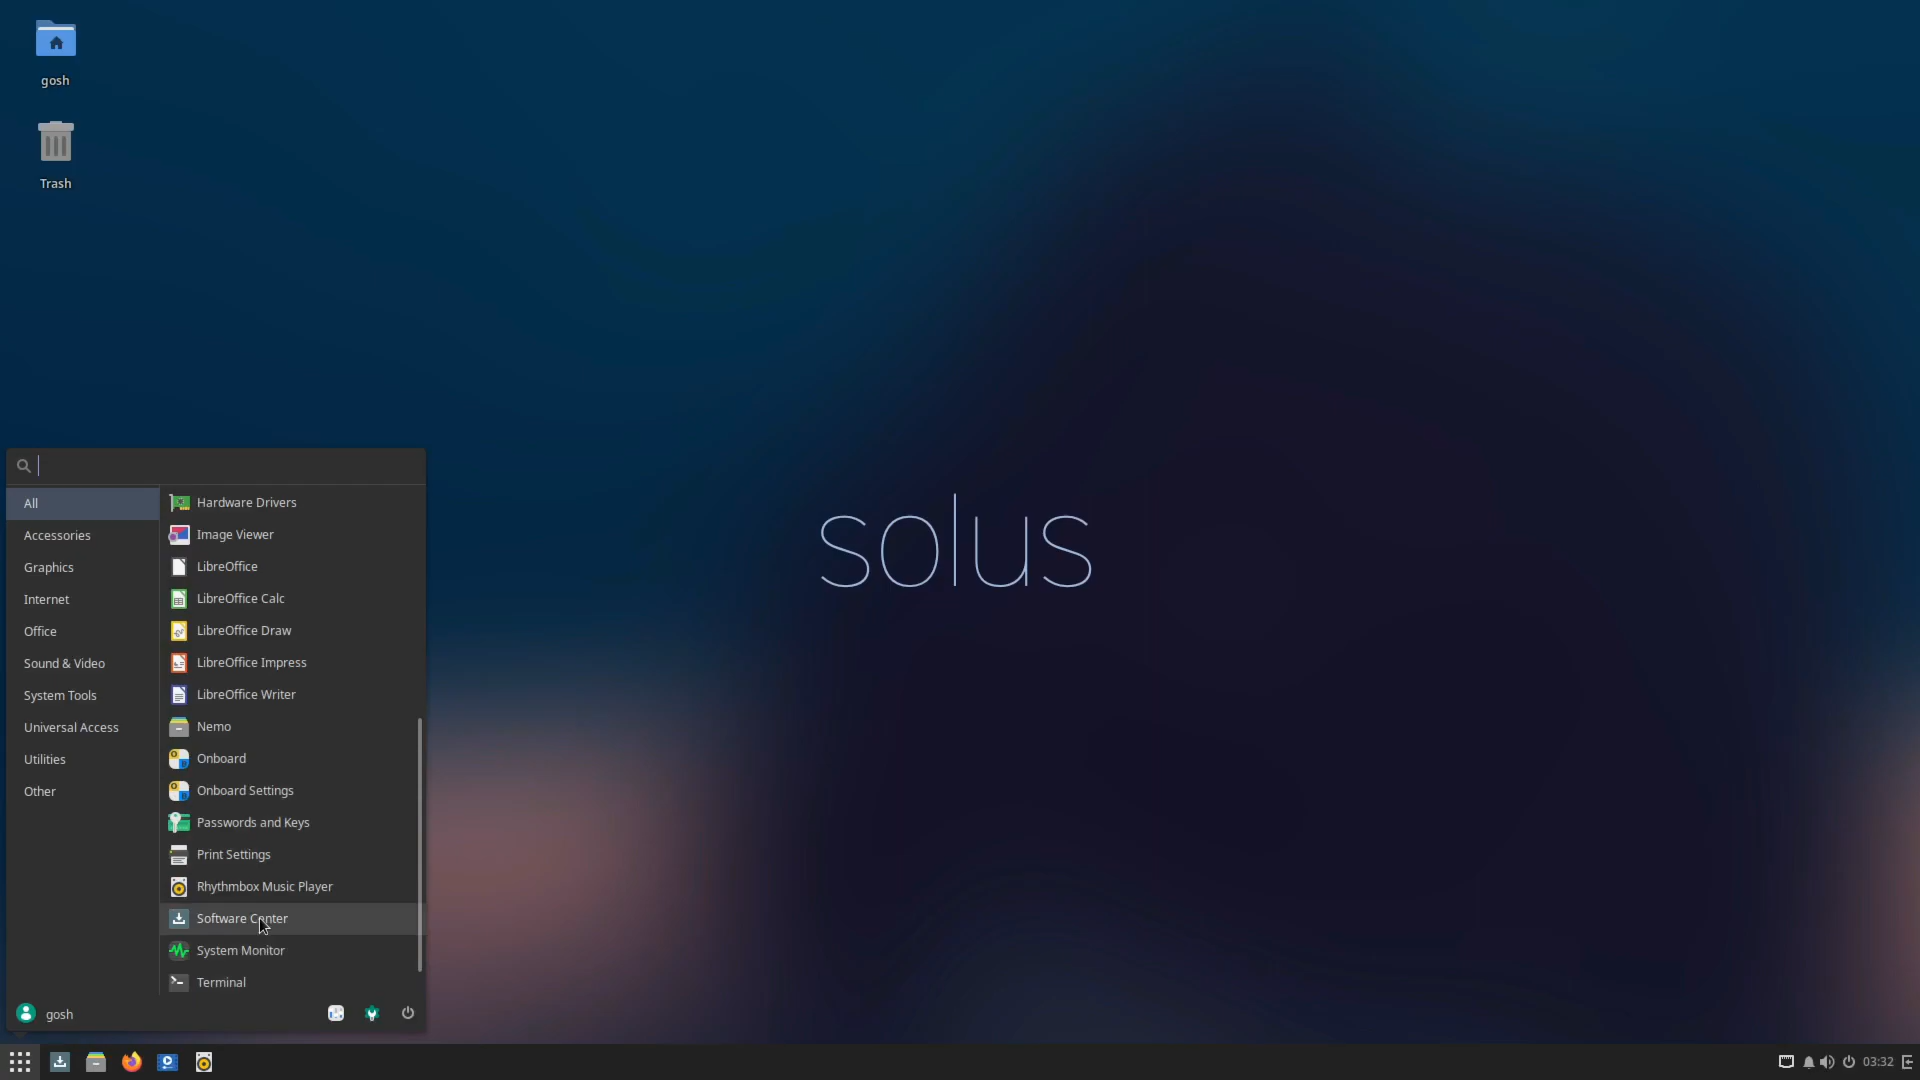 gosh
Trash
solus
All
Accessories
Graphics
Internet
Office
Sound & Video
System Tools
Universal Access
Utilities
Other
Hardware Drivers
Image Viewer
LibreOffice
LibreOffice Calc
LibreOffice Draw
LibreOffice Impress
LibreOffice Writer
Nemo
Onboard
Onboard Settings
Passwords and Keys
Print Settings
Rhythmbox Music Player
Software Center
System Monitor
Terminal
gosh
03:32